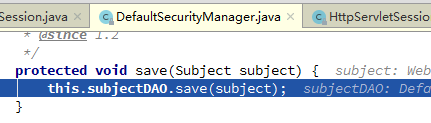 Session.java × DefaultSecurityManager.java × HttpServletSessio
* @since 1.2
*/
protected void save(Subject subject) { subject: Web
this.subjectDAO.save(subject); subjectDAO: Defa
}